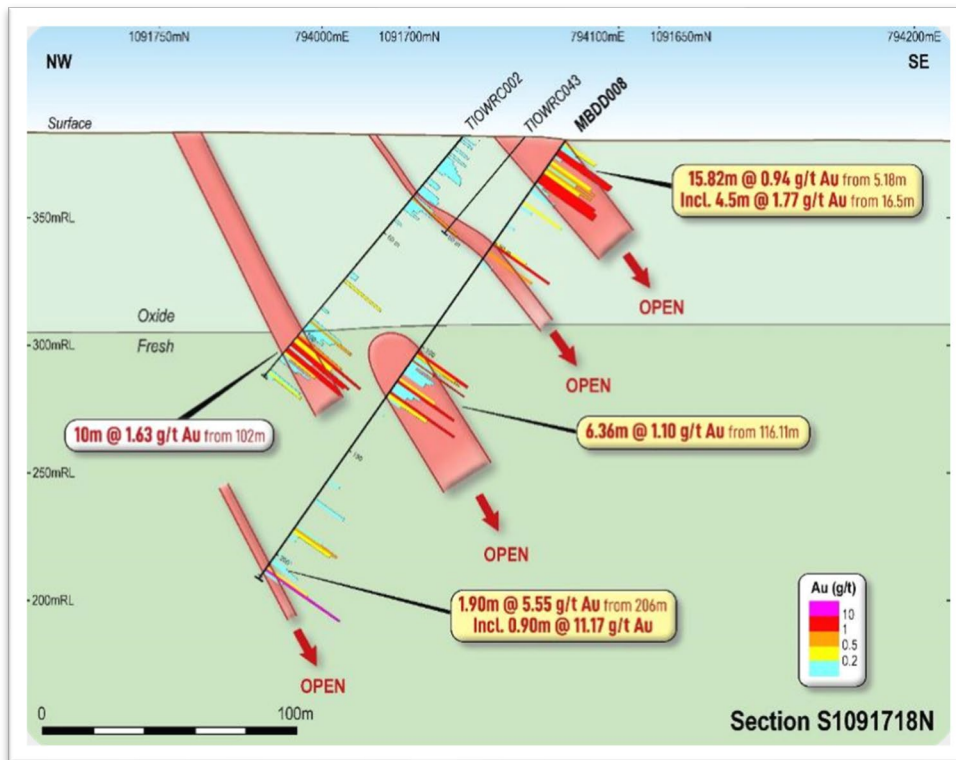 1091750mN
794000mE
1091700mN
794100mE
1091650mN
794200mE
NW
SE
TIOWRC002
TIOWRC043
MBDD008
Surface
15.82m @ 0.94 g/t Au from 5.18m
Incl. 4.5m @ 1.77 g/t Au from 16.5m
350mRL
OPEN
Oxide
Fresh
300mRL
OPEN
10m @ 1.63 g/t Au from 102m
6.36m @ 1.10 g/t Au from 116.11m
250mRL
OPEN
200mRL
1.90m @ 5.55 g/t Au from 206m
Incl. 0.90m @ 11.17 g/t Au
Au (g/t)
10
1
0.5
0.2
OPEN
0
100m
Section S1091718N